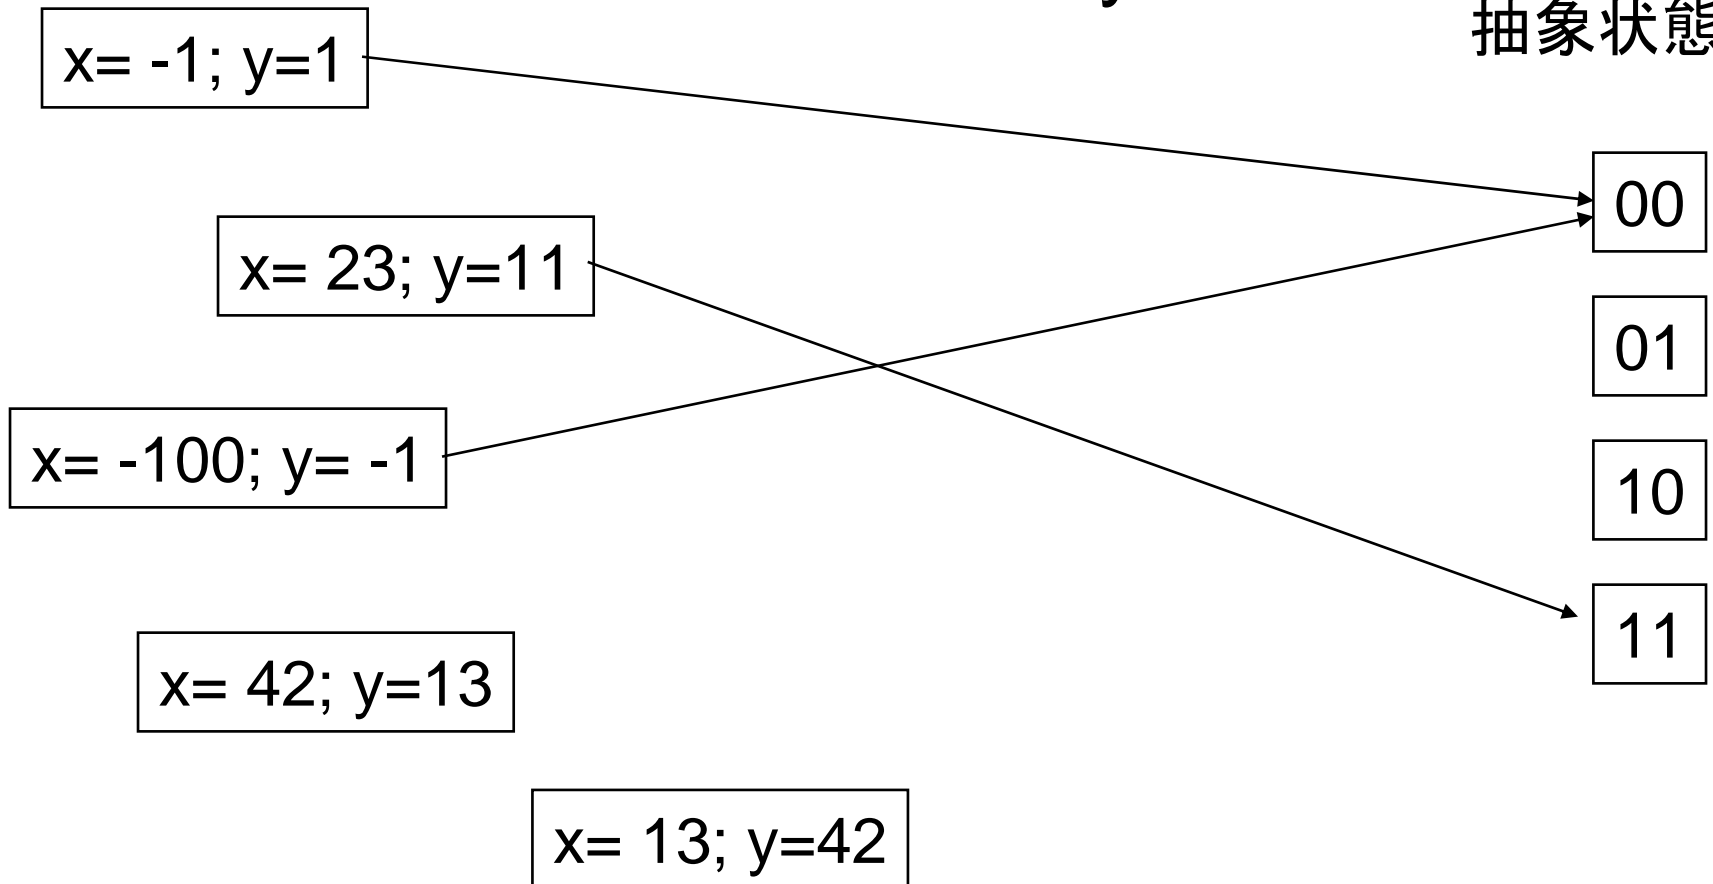 y
抽象状態
x= -1; y=1
00
x= 23; y=11
01
x= -100; y= -1
10
11
x= 42; y=13
x= 13; y=42